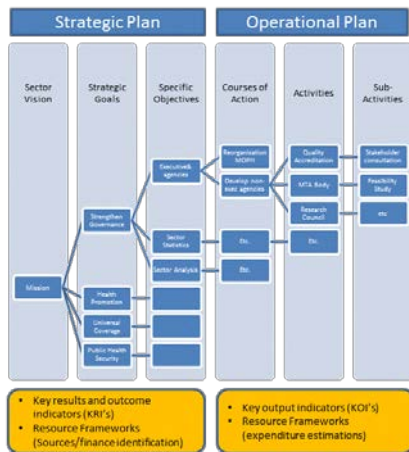 Strategic Plan
Operational Plan
Sector
Vision
Strategic
Goals
Specific
Objectives
Courses of
Action
Activities
Sub-
Activities
Executive&
agencies
Reorganization
MOPH
Develop non-
exec agencies
Quality
Accreditation
Stakeholder
consultation
MTA Body
Feasibility
Study
Research
Council
etc
Strengthen
Governance
Sector
Statistics
Etc.
Etc.
Sector Analysis
Etc.
Mission
Health
Promotion
Universal
Coverage
Public Health
Security
• Key results and outcome
indicators (KRI's)
• Resource Frameworks
(Sources/finance identification)
• Key output indicators (KOI's)
• Resource Frameworks
(expenditure estimations)